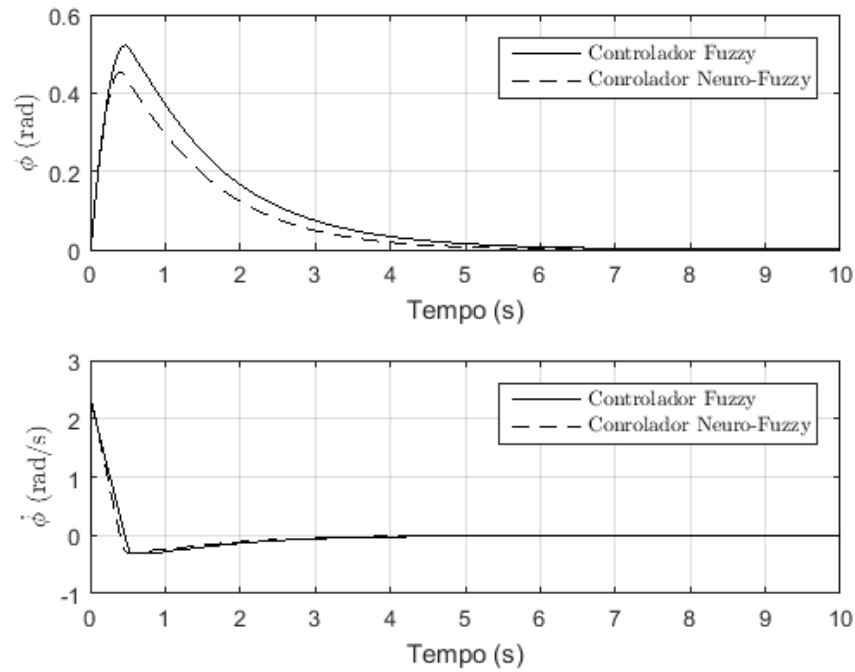 0.6
0.4
0.2
0
ϕ (rad)
Controlador Fuzzy
Conrolador Neuro-Fuzzy
0 1 2 3 4 5 6 7 8 9 10
Tempo (s)
3
2
1
0
-1
ϕ̇ (rad/s)
Controlador Fuzzy
Conrolador Neuro-Fuzzy
0 1 2 3 4 5 6 7 8 9 10
Tempo (s)